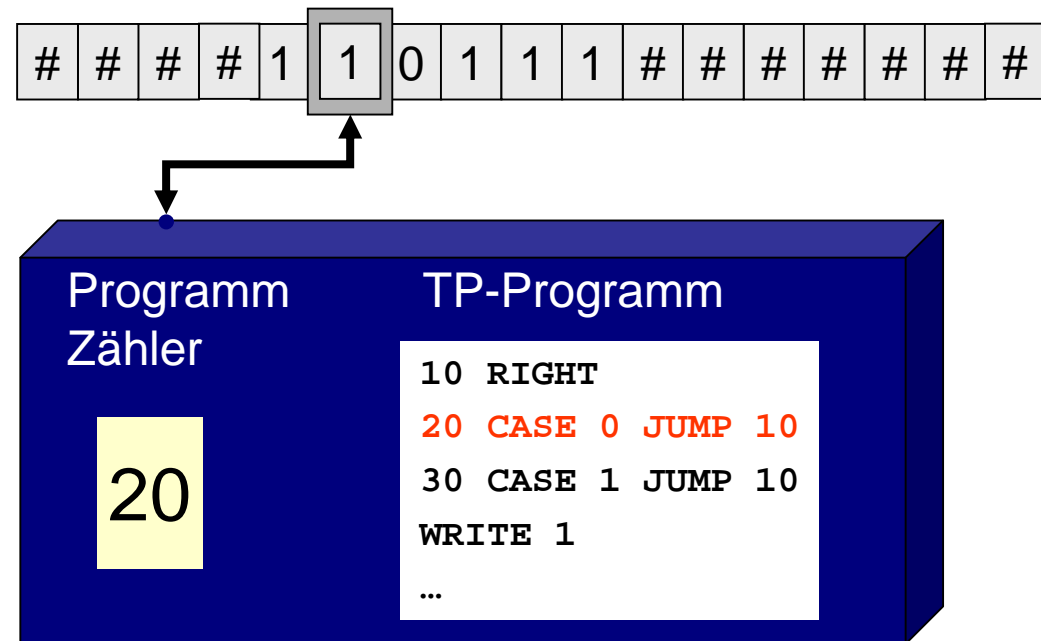 # # # # 1 1 0 1 1 1 # # # # # # #
Programm
Zähler
20
TP-Programm
10 RIGHT
20 CASE 0 JUMP 10
30 CASE 1 JUMP 10
WRITE 1
…